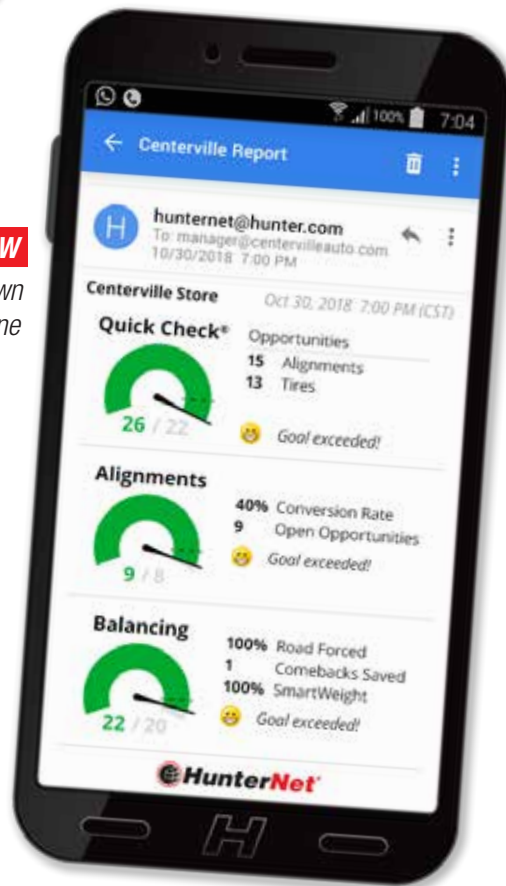 W
wn
ne
100% 7:04
Centerville Report
H hunternet@hunter.com
To: manager@centervilleauto.com
10/30/2018 7:00 PM
Centerville Store Oct 30, 2018 7:00 PM (CST)
Quick Check®
Opportunities
15 Alignments
13 Tires
26 / 22
Goal exceeded!
Alignments
40% Conversion Rate
9 Open Opportunities
9 / 8
Goal exceeded!
Balancing
100% Road Forced
1 Comebacks Saved
100% SmartWeight
22 / 20
Goal exceeded!
HunterNet
H